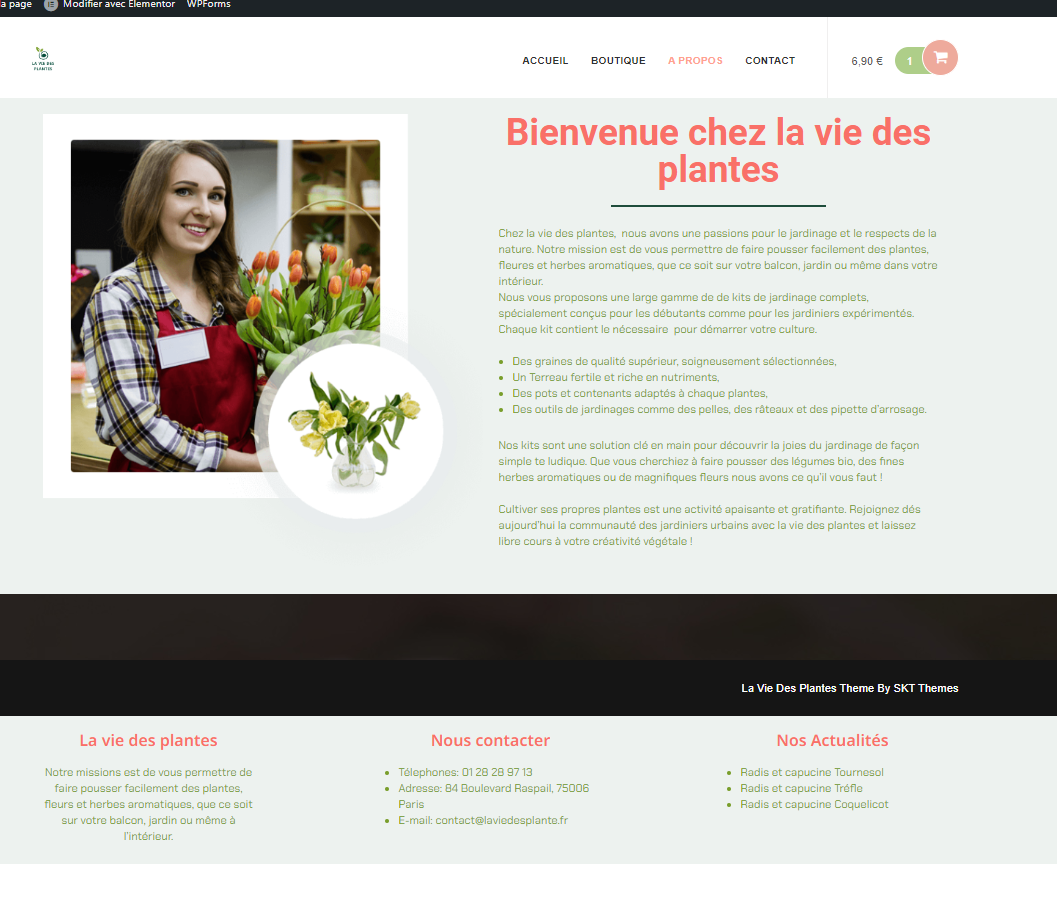 a page Modifier avec Elementor WPForms
LA VIE DES
PLANTES
ACCUEIL BOUTIQUE A PROPOS CONTACT 6,90 € 1
Bienvenue chez la vie des
plantes
Chez la vie des plantes, nous avons une passions pour le jardinage et le respects de la
nature. Notre mission est de vous permettre de faire pousser facilement des plantes,
fleures et herbes aromatiques, que ce soit sur votre balcon, jardin ou même dans votre
intérieur.
Nous vous proposons une large gamme de de kits de jardinage complets,
spécialement conçus pour les débutants comme pour les jardiniers expérimentés.
Chaque kit contient le nécessaire pour démarrer votre culture.
Des graines de qualité supérieur, soigneusement sélectionnées,
Un Terreau fertile et riche en nutriments,
Des pots et contenants adaptés à chaque plantes,
Des outils de jardinages comme des pelles, des râteaux et des pipette d'arrosage.
Nos kits sont une solution clé en main pour découvrir la joies du jardinage de façon
simple te ludique. Que vous cherchiez à faire pousser des légumes bio, des fines
herbes aromatiques ou de magnifiques fleurs nous avons ce qu'il vous faut !
Cultiver ses propres plantes est une activité apaisante et gratifiante. Rejoignez dés
aujourd'hui la communauté des jardiniers urbains avec la vie des plantes et laissez
libre cours à votre créativité végétale !
La Vie Des Plantes Theme By SKT Themes
La vie des plantes
Notre missions est de vous permettre de
faire pousser facilement des plantes,
fleurs et herbes aromatiques, que ce soit
sur votre balcon, jardin ou même à
l'intérieur.
Nous contacter
Télephones: 01 28 28 97 13
Adresse: 84 Boulevard Raspail, 75006
Paris
E-mail: contact@laviedesplante.fr
Nos Actualités
Radis et capucine Tournesol
Radis et capucine Tréfle
Radis et capucine Coquelicot